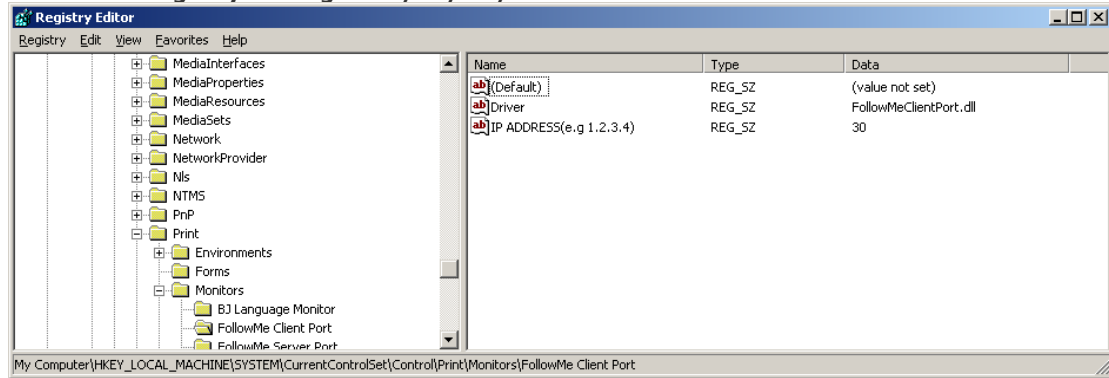 Registry Editor
Registry Edit View Favorites Help
MediaInterfaces
MediaProperties
MediaResources
MediaSets
Network
NetworkProvider
Nls
NTMS
PnP
Print
Environments
Forms
Monitors
BJ Language Monitor
FollowMe Client Port
FollowMe Server Port
Name Type Data
(Default) REG_SZ (value not set)
Driver REG_SZ FollowMeClientPort.dll
IP ADDRESS(e.g 1.2.3.4) REG_SZ 30
My Computer\HKEY_LOCAL_MACHINE\SYSTEM\CurrentControlSet\Control\Print\Monitors\FollowMe Client Port